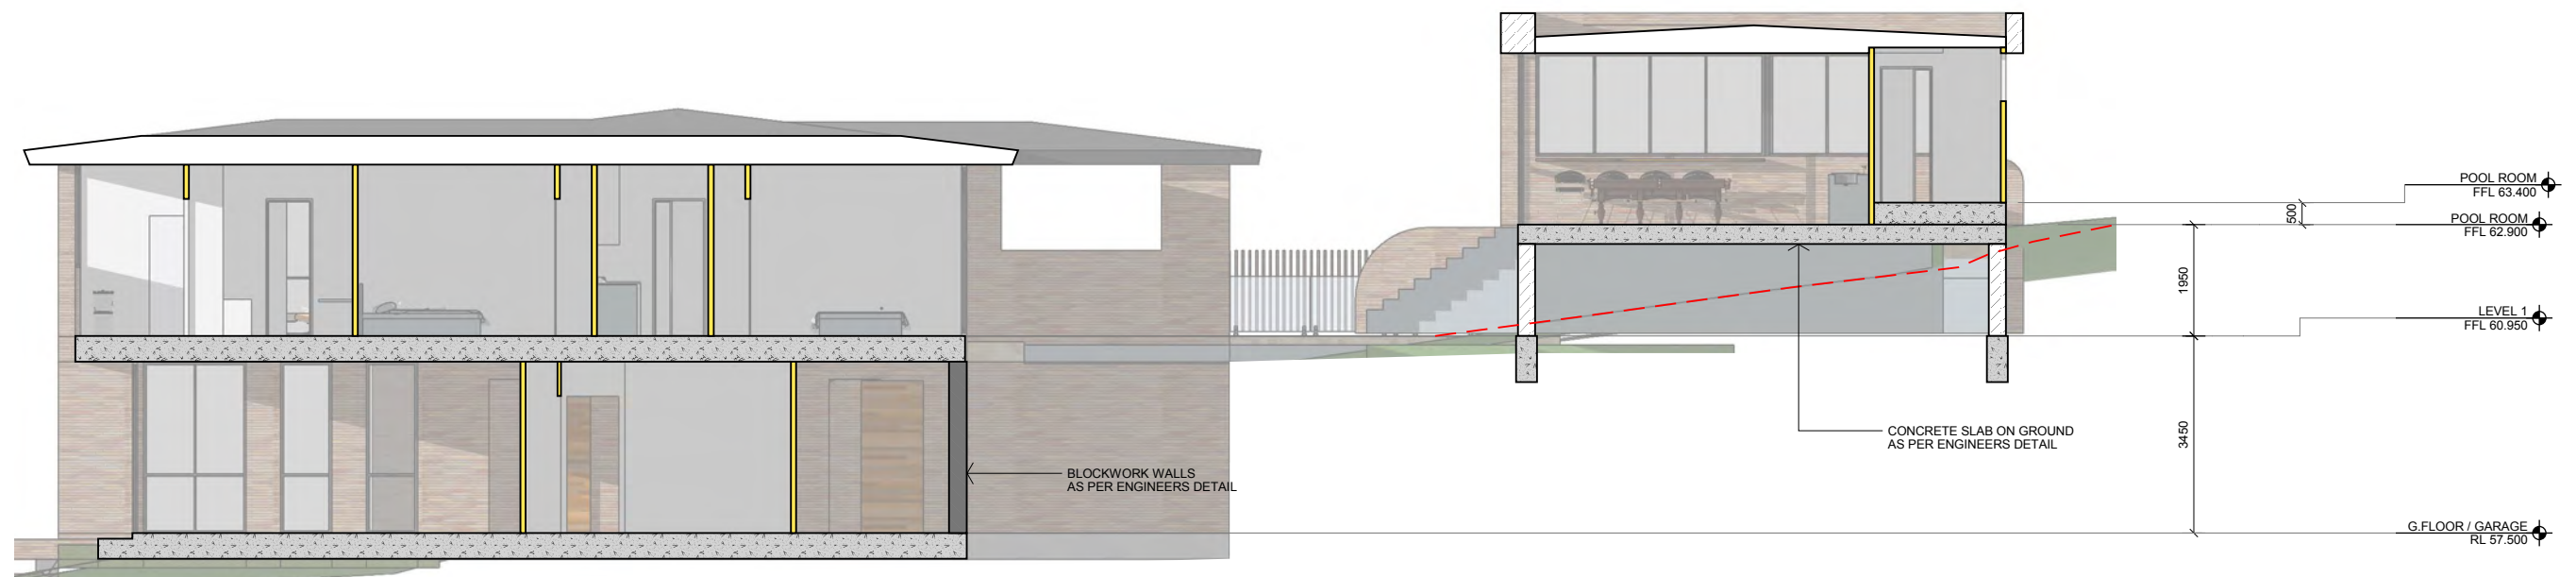 POOL ROOM
FFL 63.400
500
POOL ROOM
FFL 62.900
1950
LEVEL 1
FFL 60.950
CONCRETE SLAB ON GROUND
AS PER ENGINEERS DETAIL
3450
BLOCKWORK WALLS
AS PER ENGINEERS DETAIL
G.FLOOR / GARAGE
RL 57.500